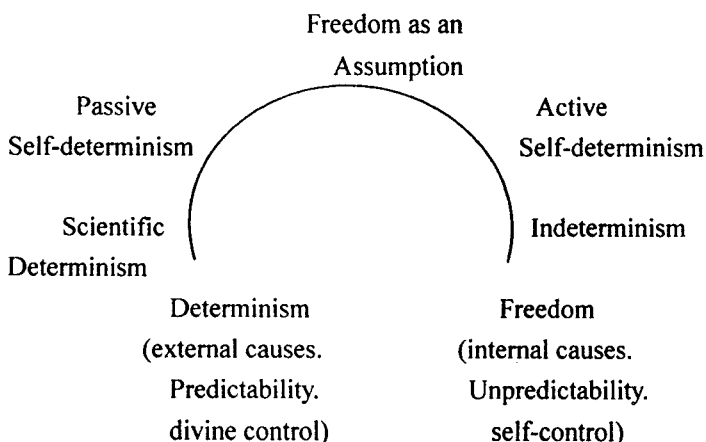 Freedom as an
Assumption
Passive
Self-determinism
Active
Self-determinism
Scientific
Determinism
Indeterminism
Determinism
(external causes.
Predictability.
divine control)
Freedom
(internal causes.
Unpredictability.
self-control)